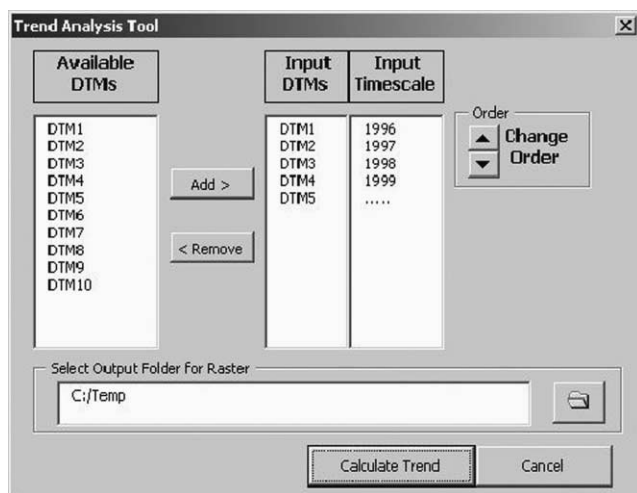 Trend Analysis Tool
Available
DTMs
Input
DTMs
Input
Timescale
DTM1
DTM2
DTM3
DTM4
DTM5
DTM6
DTM7
DTM8
DTM9
DTM10
Add >
< Remove
DTM1 1996
DTM2 1997
DTM3 1998
DTM4 1999
DTM5 .....
Order
Change
Order
Select Output Folder for Raster
C:/Temp
Calculate Trend
Cancel